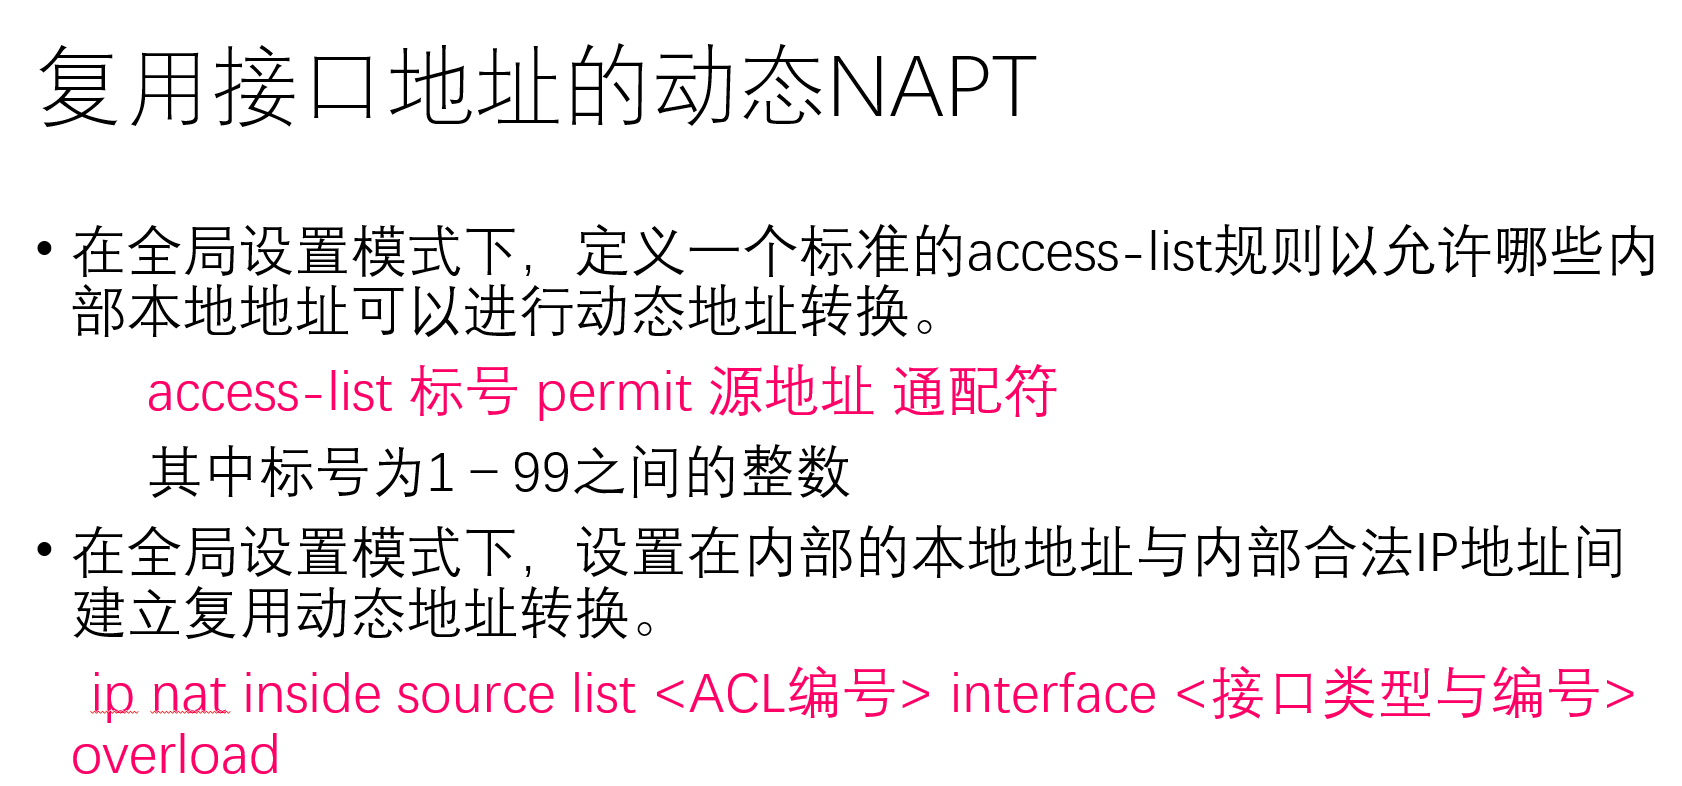 复用接口地址的动态NAPT
• 在全局设置模式下，定义一个标准的access-list规则以允许哪些内
部本地地址可以进行动态地址转换。
access-list 标号 permit 源地址 通配符
其中标号为1－99之间的整数
• 在全局设置模式下，设置在内部的本地地址与内部合法IP地址间
建立复用动态地址转换。
ip nat inside source list <ACL编号> interface <接口类型与编号>
overload